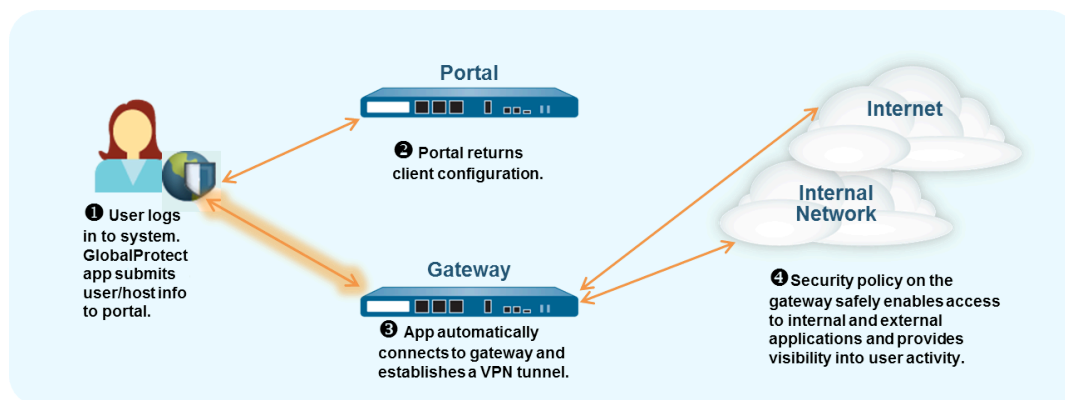 Portal
❷ Portal returns
client configuration.
❶ User logs
in to system.
GlobalProtect
app submits
user/host info
to portal.
Gateway
❸ App automatically
connects to gateway and
establishes a VPN tunnel.
Internet
Internal
Network
❹Security policy on the
gateway safely enables access
to internal and external
applications and provides
visibility into user activity.